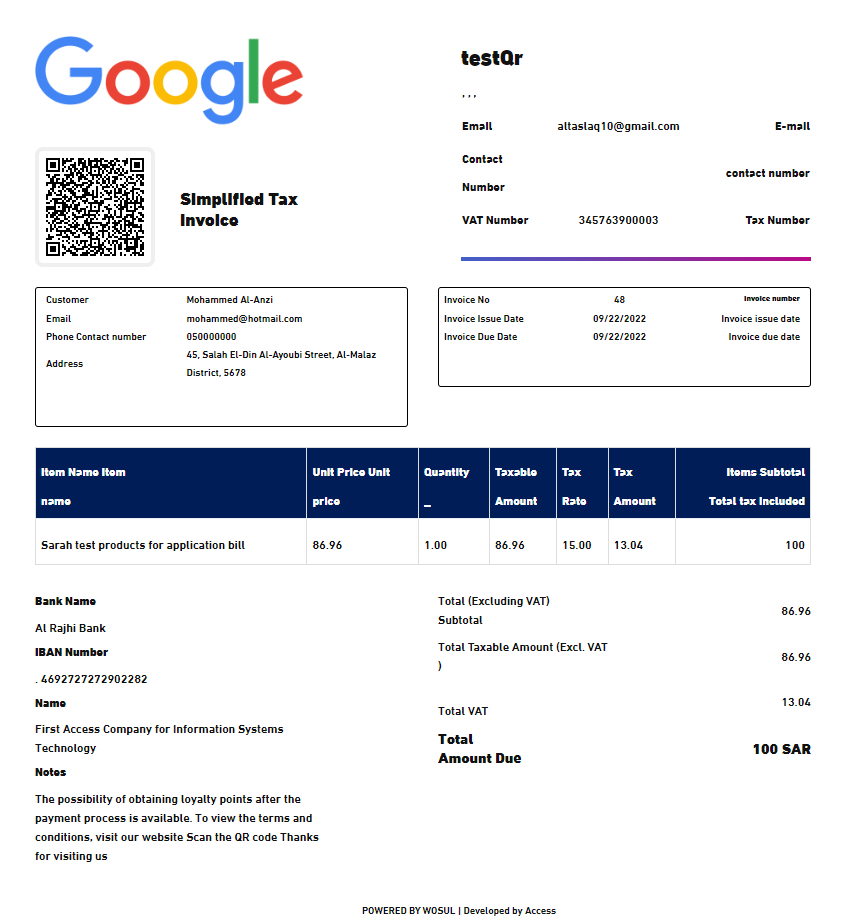 Google
testQr
, , ,
Email altaslaq10@gmail.com E-mail
Contact
Number contact number
VAT Number 345763900003 Tax Number
Simplified Tax
Invoice
Customer Mohammed Al-Anzi
Email mohammed@hotmail.com
Phone Contact number 050000000
Address 45, Salah El-Din Al-Ayoubi Street, Al-Malaz
District, 5678
Invoice No 48 Invoice number
Invoice Issue Date 09/22/2022 Invoice issue date
Invoice Due Date 09/22/2022 Invoice due date
Item Name Item Unit Price Unit Quantity Taxable Tax Tax Items Subtotal
name price _ Amount Rate Amount Total tax included
Sarah test products for application bill 86.96 1.00 86.96 15.00 13.04 100
Bank Name
Al Rajhi Bank
IBAN Number
. 4692727272902282
Name
First Access Company for Information Systems
Technology
Notes
The possibility of obtaining loyalty points after the
payment process is available. To view the terms and
conditions, visit our website Scan the QR code Thanks
for visiting us
Total (Excluding VAT)
Subtotal 86.96
Total Taxable Amount (Excl. VAT
) 86.96
Total VAT 13.04
Total
Amount Due 100 SAR
POWERED BY WOSUL | Developed by Access